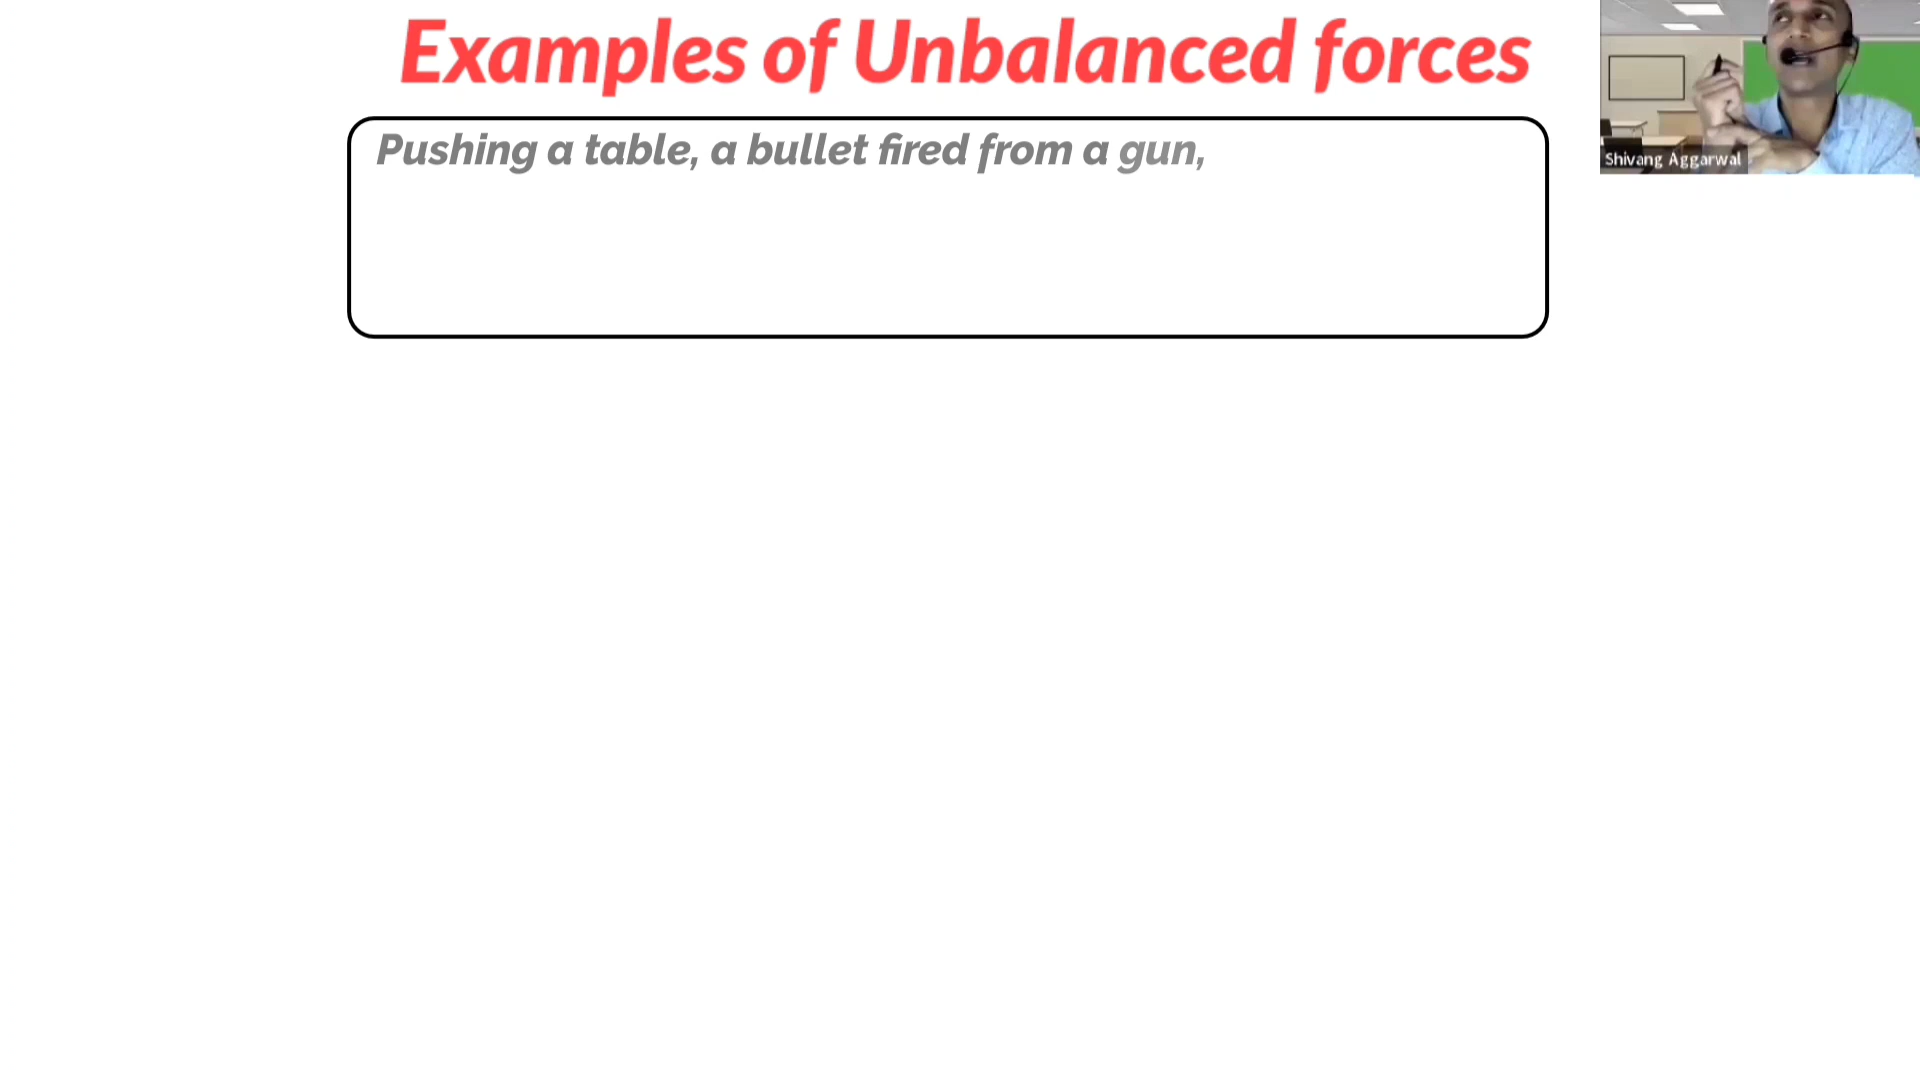 Examples of Unbalanced forces
Pushing a table, a bullet fired from a gun,
Shivang Aggarwal